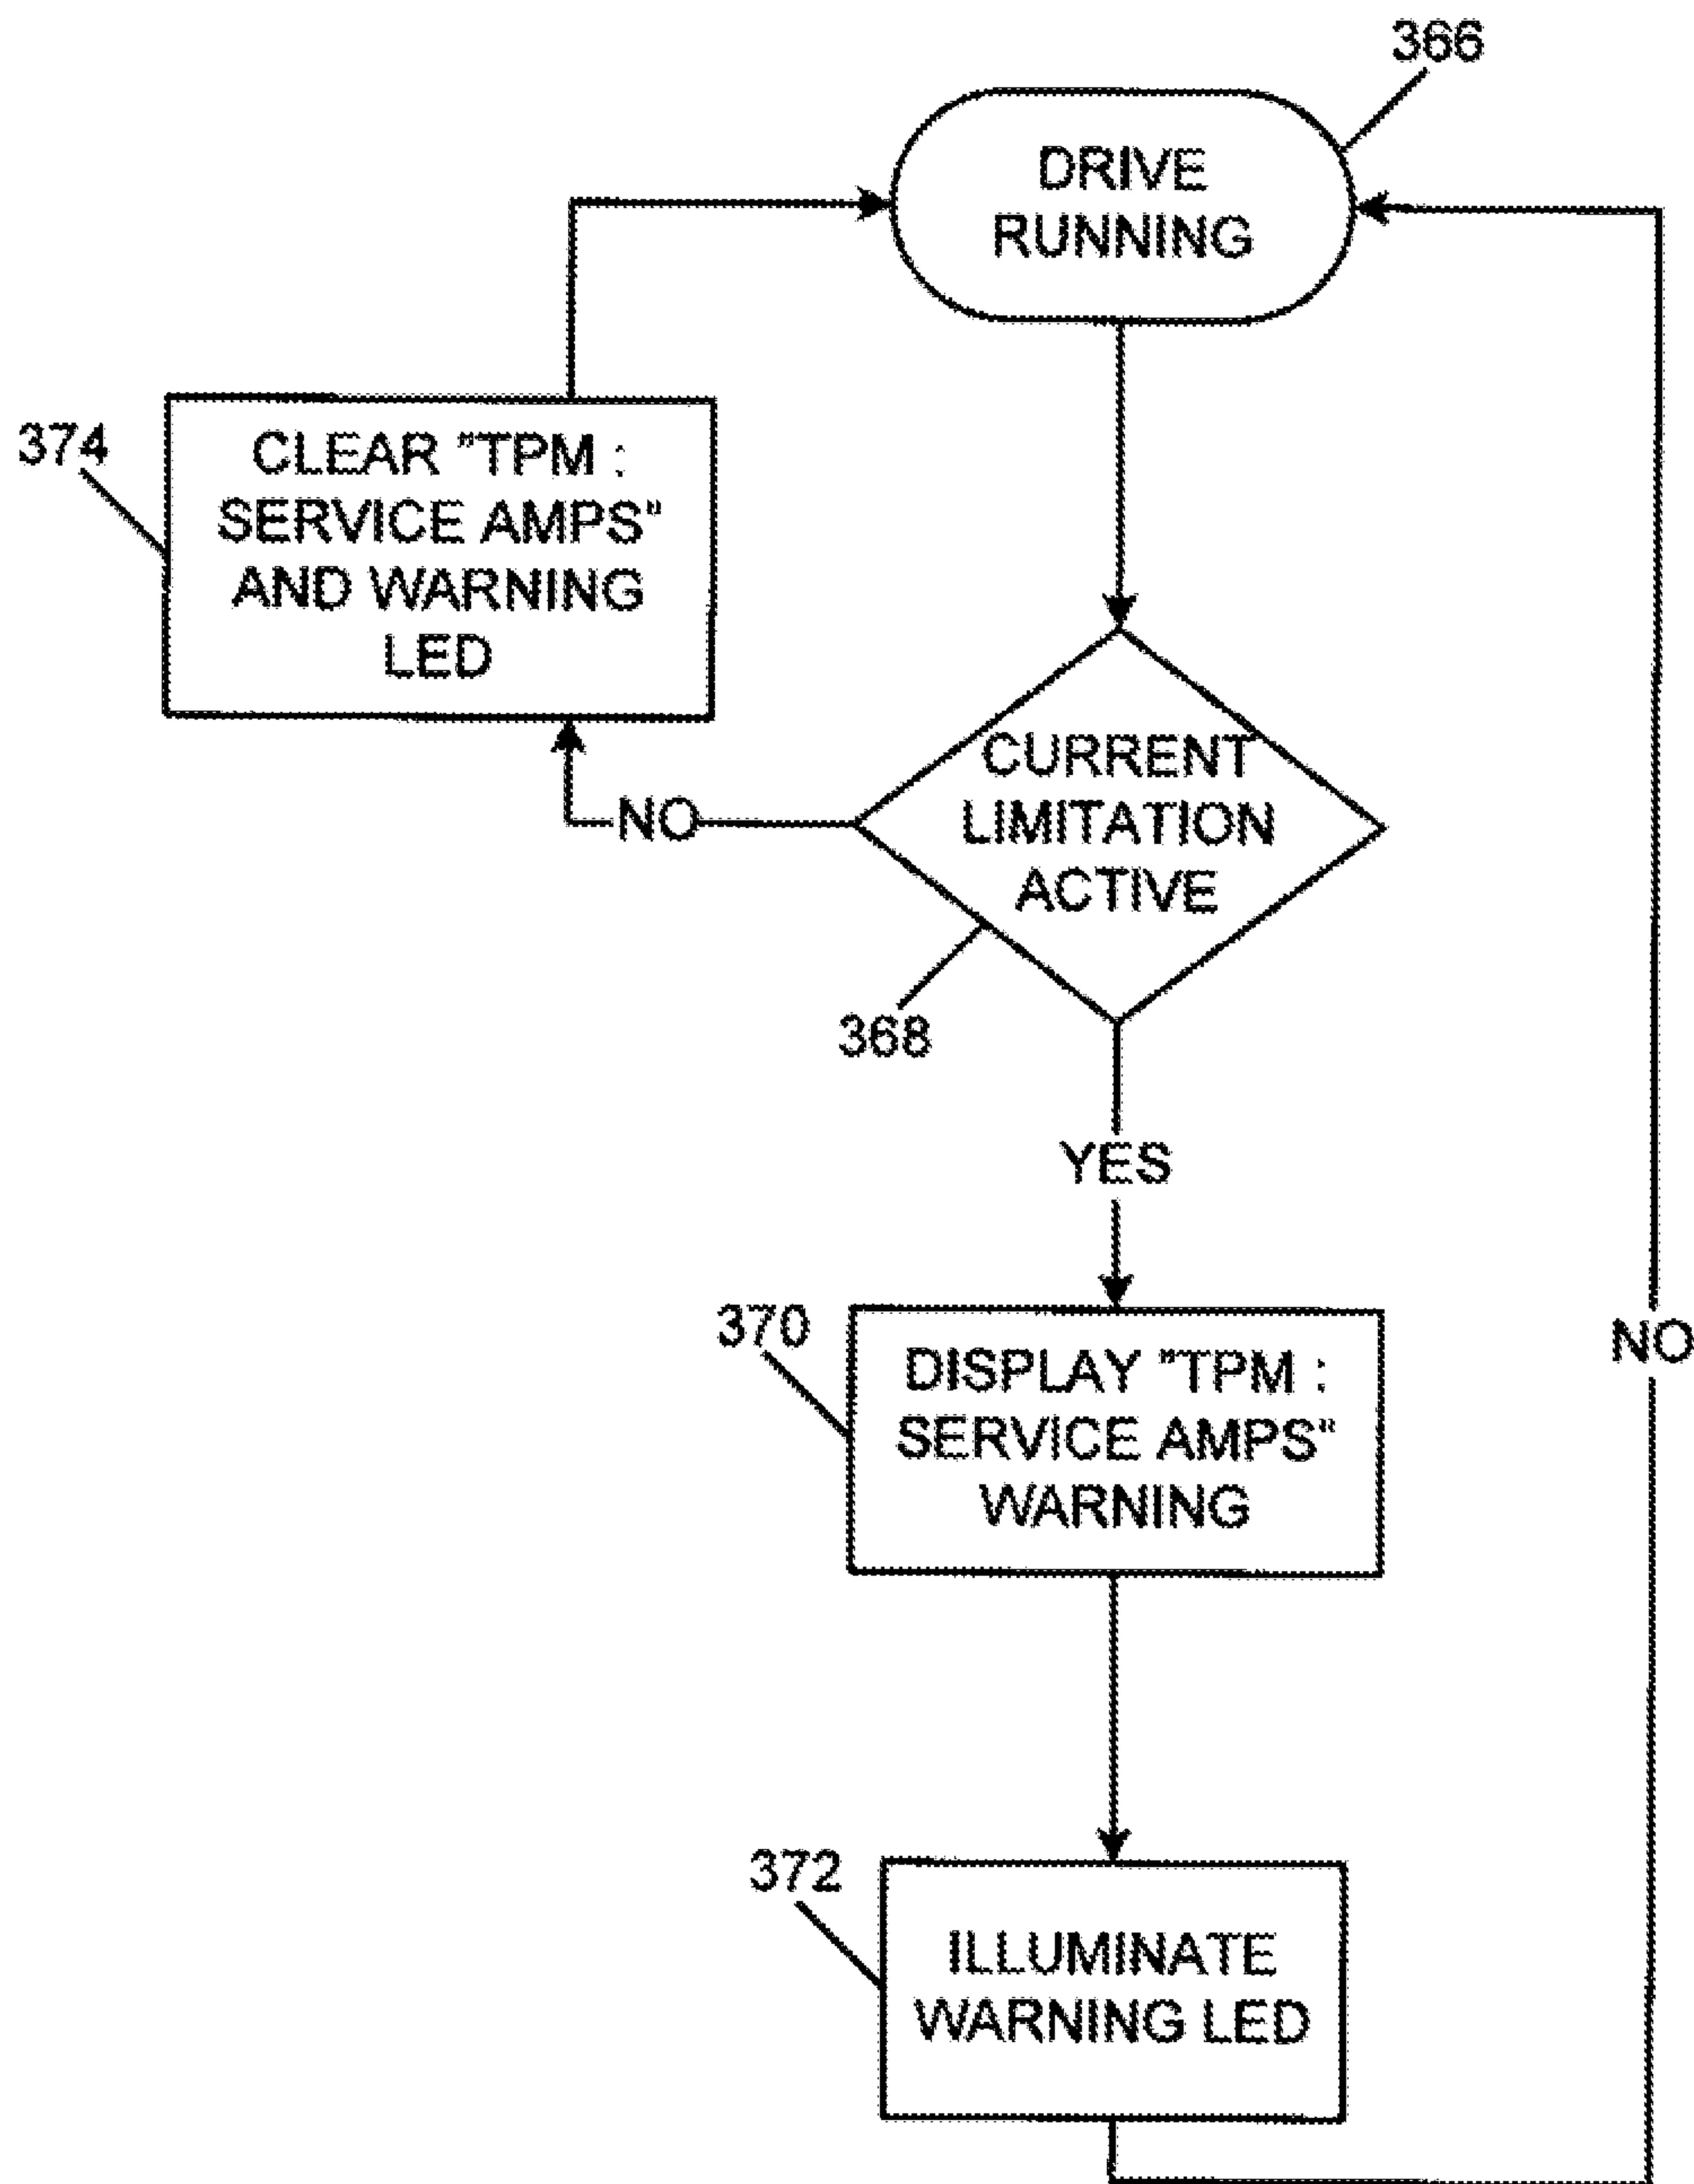 366
DRIVE
RUNNING
374
CLEAR "TPM :
SERVICE AMPS"
AND WARNING
LED
CURRENT
LIMITATION
ACTIVE
NO
368
YES
370
DISPLAY "TPM :
SERVICE AMPS"
WARNING
NO
372
ILLUMINATE
WARNING LED